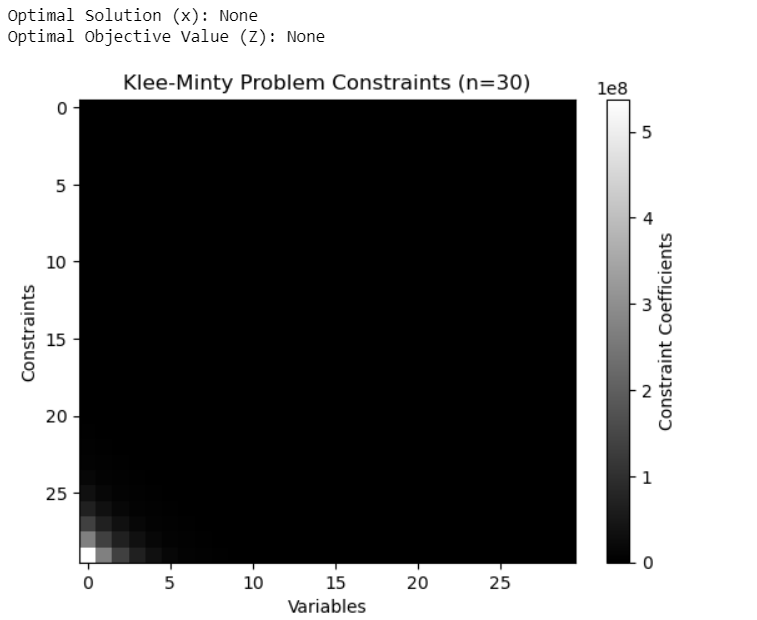 Optimal Solution (x): None
Optimal Objective Value (Z): None
Klee-Minty Problem Constraints (n=30)
1e8
0
5
10
15
20
25
Constraints
0
5
10
15
20
25
Variables
5
4
3
2
1
0
Constraint Coefficients